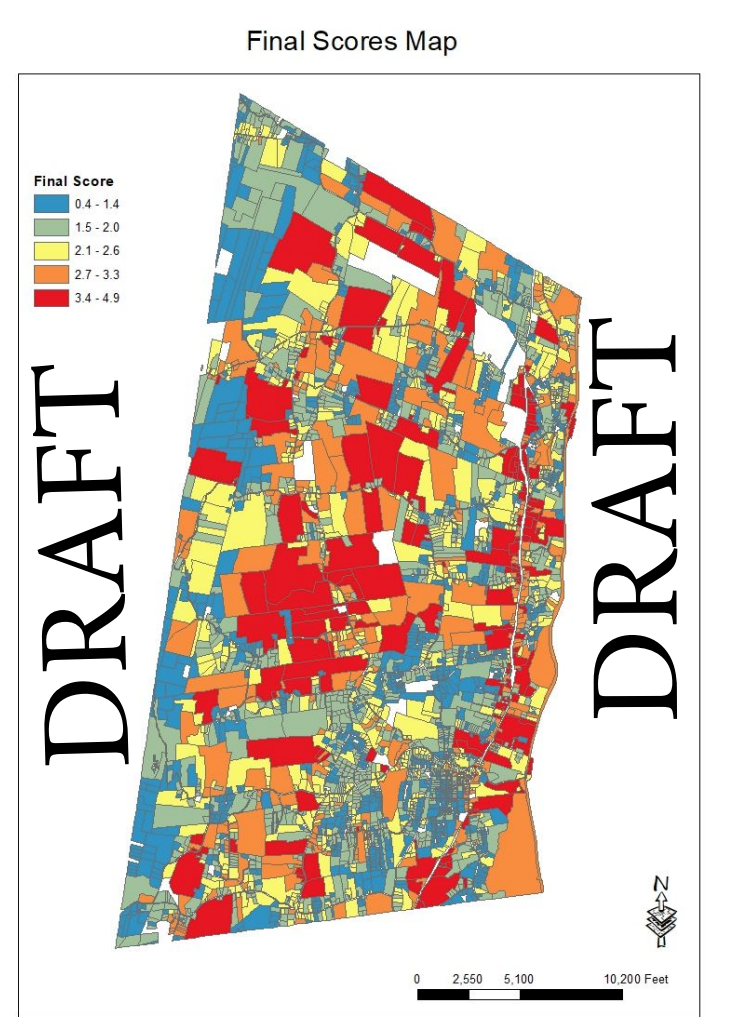 Final Scores Map
Final Score
0.4 - 1.4
1.5 - 2.0
2.1 - 2.6
2.7 - 3.3
3.4 - 4.9
DRAFT
DRAFT
N
0 2,550 5,100 10,200 Feet